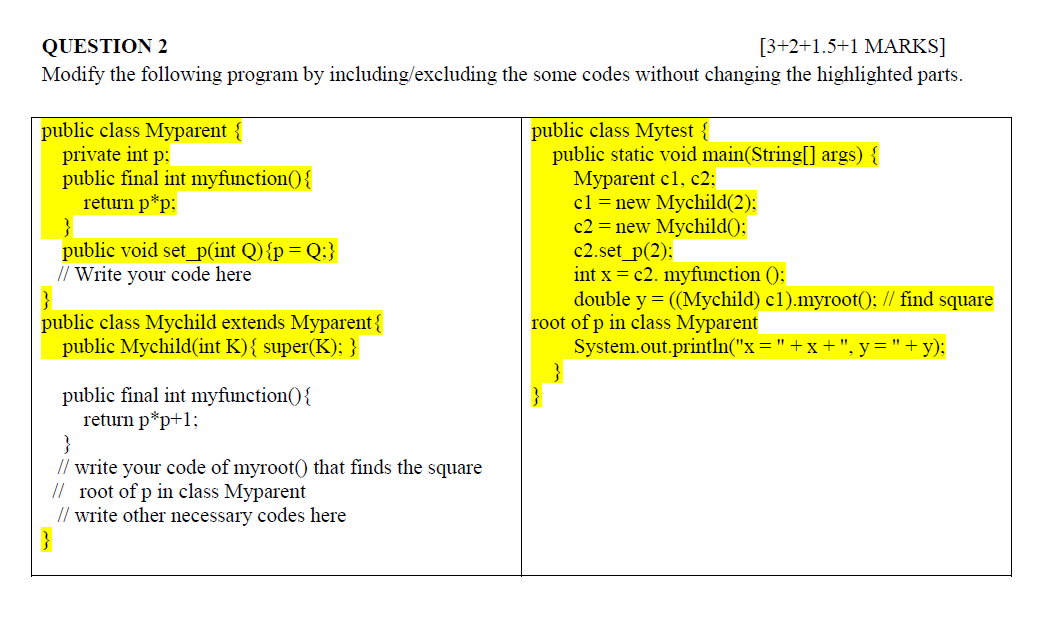 QUESTION 2 [3+2+1.5+1 MARKS]
Modify the following program by including/excluding the some codes without changing the highlighted parts.
public class Myparent {
private int p;
public final int myfunction(){
return p*p;
}
public void set_p(int Q){p = Q;}
// Write your code here
}
public class Mychild extends Myparent{
public Mychild(int K){ super(K); }
public final int myfunction(){
return p*p+1;
}
// write your code of myroot() that finds the square
// root of p in class Myparent
// write other necessary codes here
}
public class Mytest {
public static void main(String[] args) {
Myparent c1, c2;
c1 = new Mychild(2);
c2 = new Mychild();
c2.set_p(2);
int x = c2. myfunction ();
double y = ((Mychild) c1).myroot(); // find square
root of p in class Myparent
System.out.println("x = " + x + ", y = " + y);
}
}